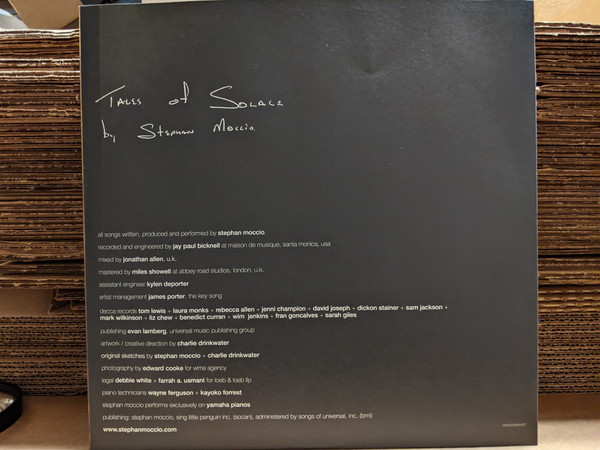 Tales of Solace
by Stephan Moccio
all songs written, produced and performed by stephan moccio
recorded and engineered by jay paul bicknell at maison de musique, santa monica, usa
mixed by jonathan allen, u.k.
mastered by miles showell at abbey road studios, london, u.k.
assistant engineer kylen deporter
artist management james porter, the key song
decca records tom lewis + laura monks + rebecca allen + jenni champion + david joseph + dickon stainer + sam jackson +
mark wilkinson + liz chew + benedict curran + wim jenkins + fran goncalves + sarah giles
publishing evan lamberg, universal music publishing group
artwork / creative direction by charlie drinkwater
original sketches by stephan moccio + charlie drinkwater
photography by edward cooke for wma agency
legal debbie white + farrah a. usmani for loeb & loeb llp
piano technicians wayne ferguson + kayoko forrest
stephan moccio performs exclusively on yamaha pianos
publishing: stephan moccio, sing little penguin inc. (socan), administered by songs of universal, inc. (bmi)
www.stephanmoccio.com